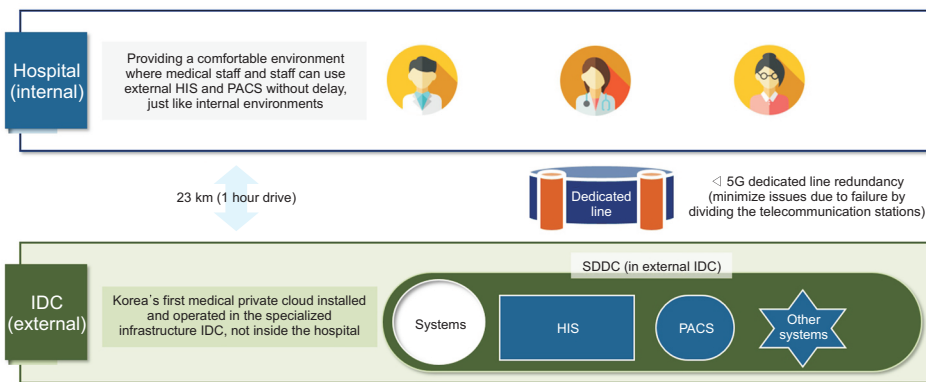 Hospital
(internal)
Providing a comfortable environment
where medical staff and staff can use
external HIS and PACS without delay,
just like internal environments
23 km (1 hour drive)
Dedicated
line
◁ 5G dedicated line redundancy
(minimize issues due to failure by
dividing the telecommunication stations)
IDC
(external)
Korea's first medical private cloud installed
and operated in the specialized
infrastructure IDC, not inside the hospital
SDDC (in external IDC)
Systems
HIS
PACS
Other
systems